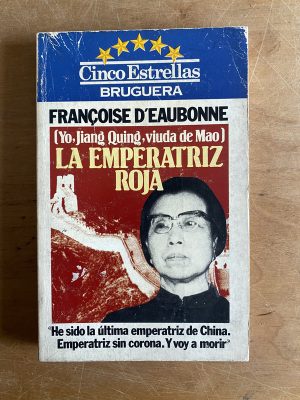 Cinco Estrellas
BRUGUERA
FRANÇOISE D'EAUBONNE
(Yo, Jiang Quing, viuda de Mao)
LA EMPERATRIZ
ROJA
"He sido la última emperatriz de China.
Emperatriz sin corona. Y voy a morir"